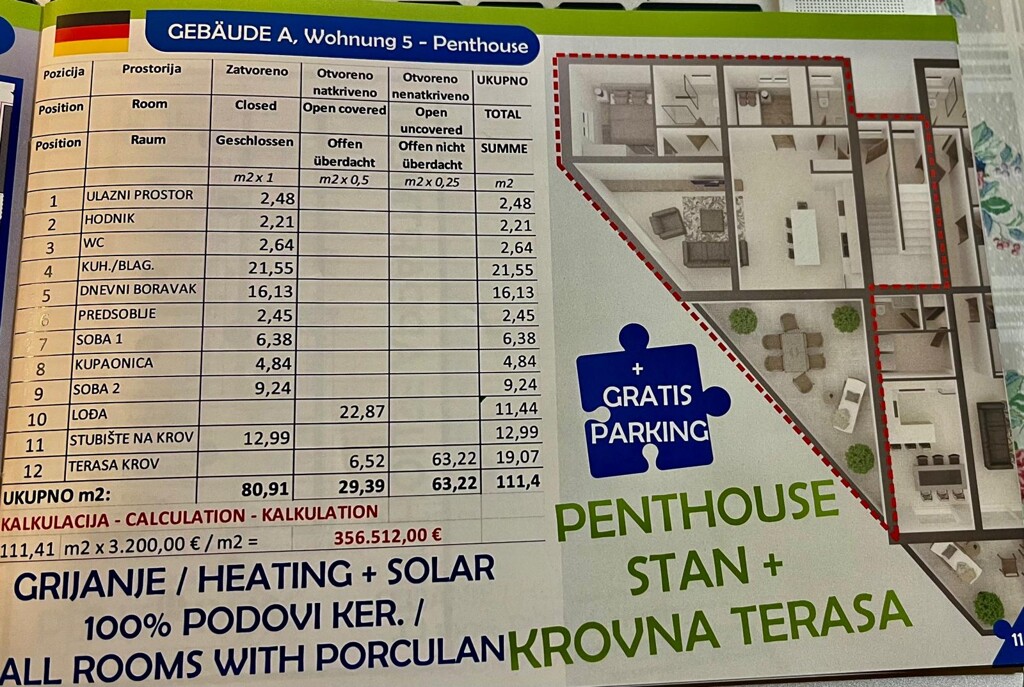 GEBÄUDE A, Wohnung 5 - Penthouse
Pozicija Prostorija Zatvoreno Otvoreno natkriveno Otvoreno nenatkriveno UKUPNO
Position Room Closed Open covered Open uncovered TOTAL
Position Raum Geschlossen Offen überdacht Offen nicht überdacht SUMME
m2 x 1 m2 x 0,5 m2 x 0,25 m2
1 ULAZNI PROSTOR 2,48 2,48
2 HODNIK 2,21 2,21
3 WC 2,64 2,64
4 KUH./BLAG. 21,55 21,55
5 DNEVNI BORAVAK 16,13 16,13
6 PREDSOBLJE 2,45 2,45
7 SOBA 1 6,38 6,38
8 KUPAONICA 4,84 4,84
9 SOBA 2 9,24 9,24
10 LOĐA 22,87 11,44
11 STUBIŠTE NA KROV 12,99 12,99
12 TERASA KROV 6,52 63,22 19,07
UKUPNO m2: 80,91 29,39 63,22 111,4
KALKULACIJA - CALCULATION - KALKULATION
111,41 m2 x 3.200,00 € / m2 = 356.512,00 €
GRIJANJE / HEATING + SOLAR
100% PODOVI KER. /
ALL ROOMS WITH PORCULAN
+
GRATIS
PARKING
PENTHOUSE
STAN +
KROVNA TERASA
11